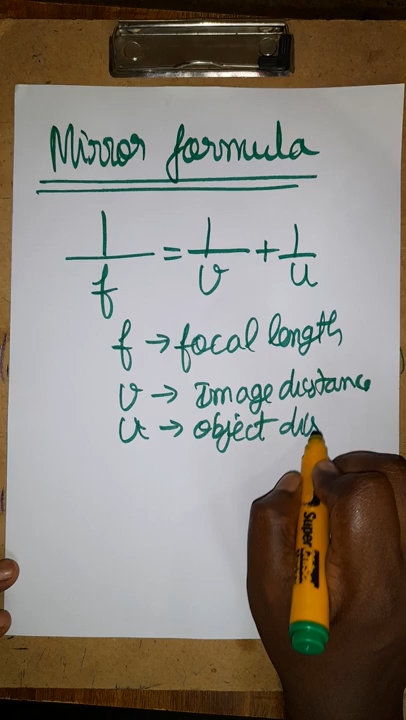 Mirror formula
1/f = 1/v + 1/u
f → focal length
v → Image distance
u → object dis
Super